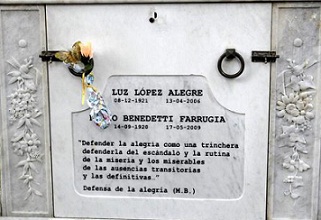 LUZ LÓPEZ ALEGRE
08-12-1921 13-04-2006
O BENEDETTI FARRUGIA
14-09-1920 17-05-2009
"Defender la alegría como una trinchera
defenderla del escándalo y la rutina
de la miseria y los miserables
de las ausencias transitorias
y las definitivas."
Defensa de la alegría (M.B.)